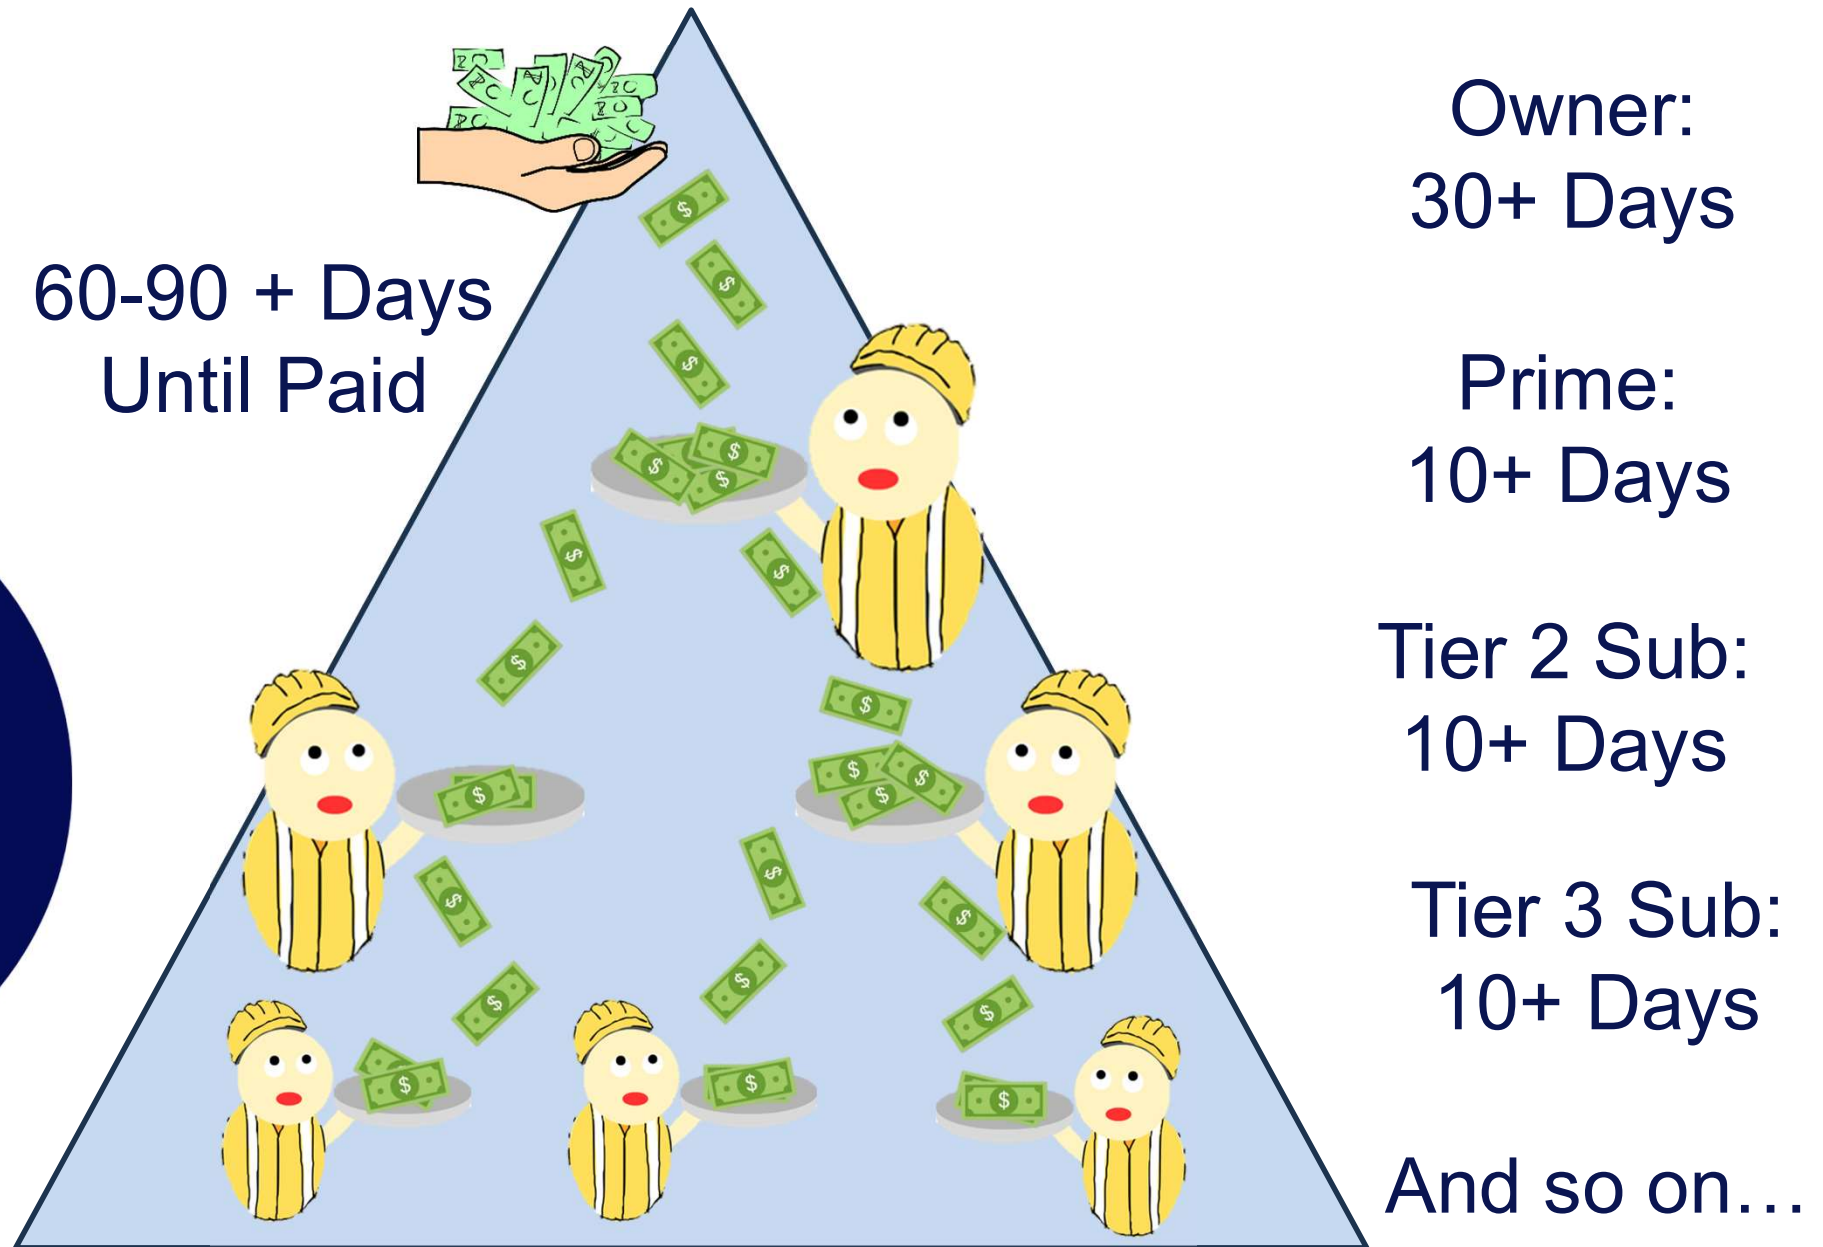 60-90 + Days
Until Paid
Owner:
30+ Days
Prime:
10+ Days
Tier 2 Sub:
10+ Days
Tier 3 Sub:
10+ Days
And so on…